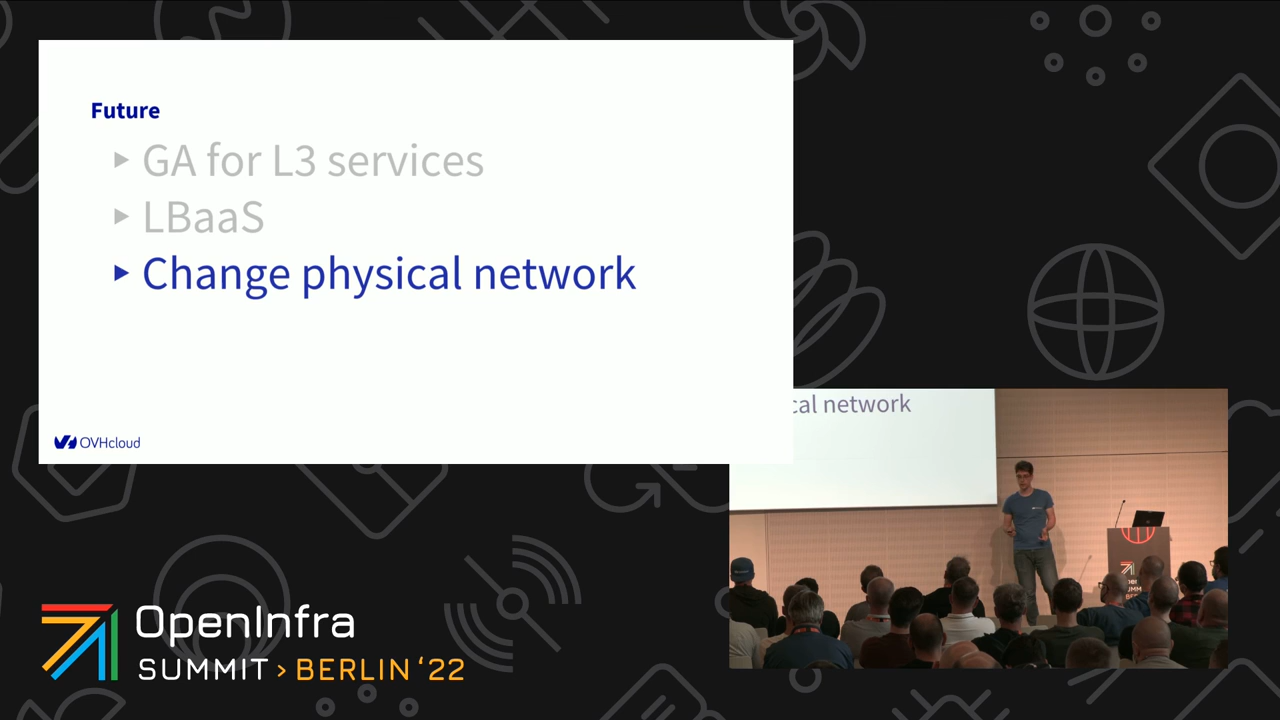 Future
GA for L3 services
LBaaS
Change physical network
OVHcloud
cal network
OpenInfra
SUMMIT > BERLIN '22